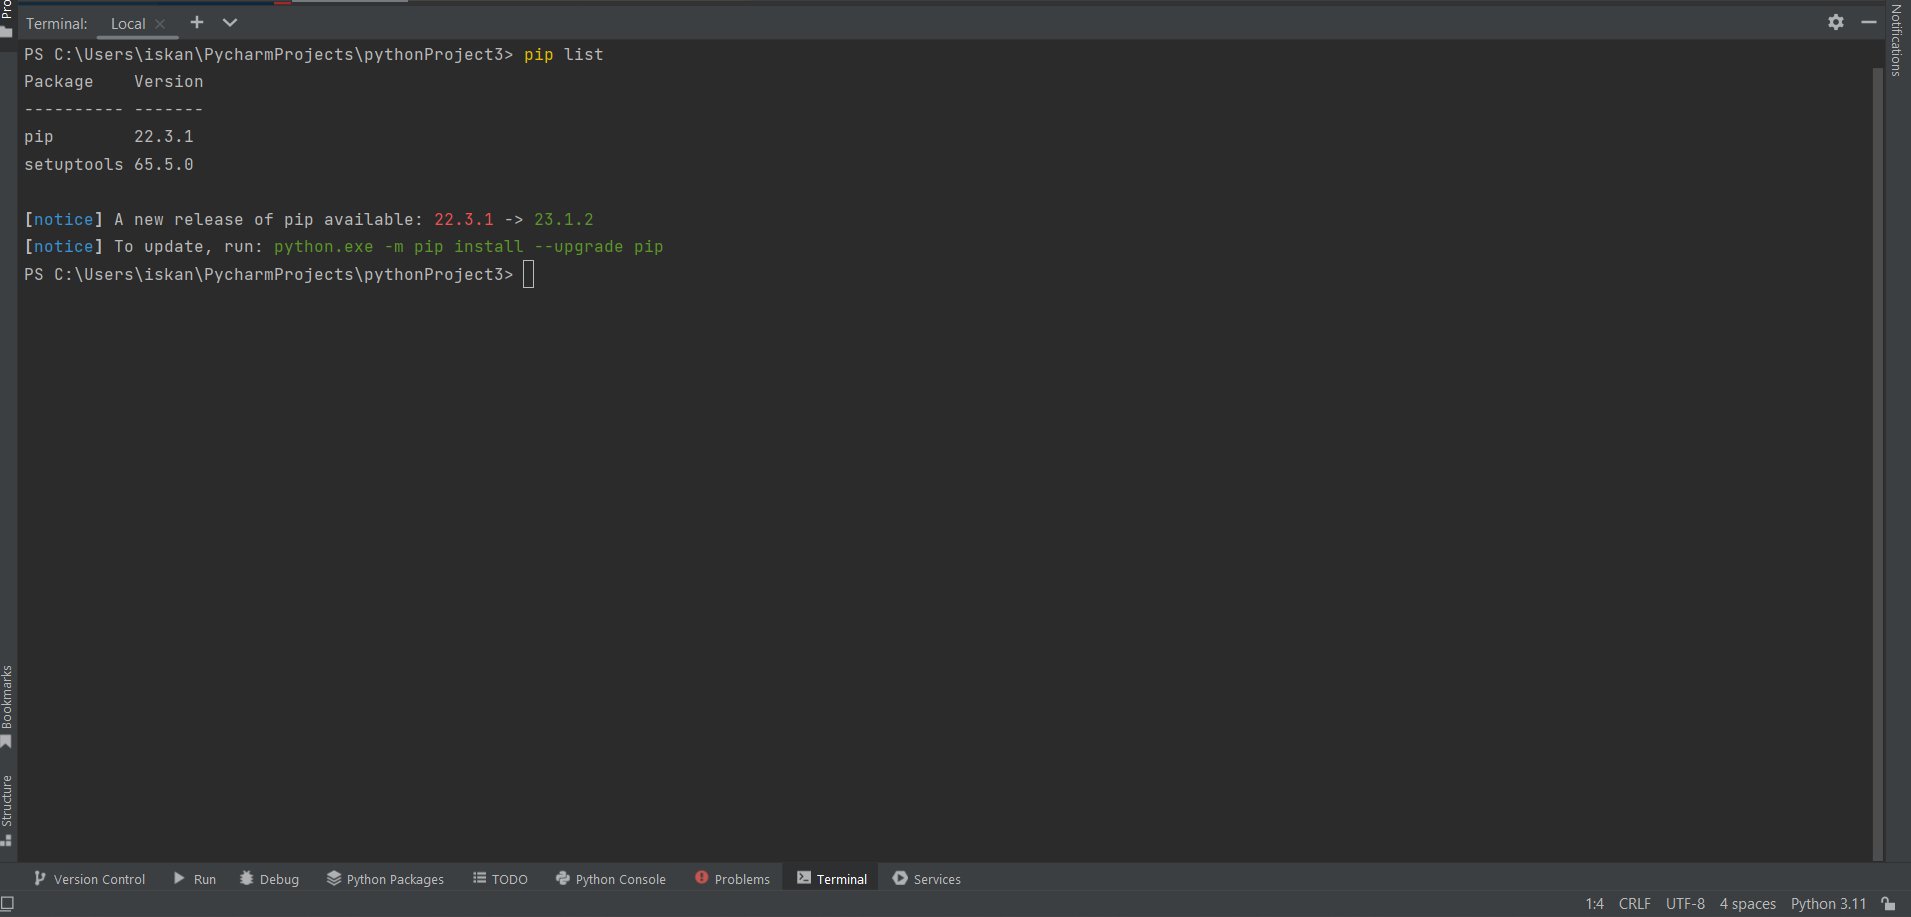 Terminal: Local
PS C:\Users\iskan\PycharmProjects\pythonProject3> pip list
Package    Version
---------- -------
pip        22.3.1
setuptools 65.5.0
[notice] A new release of pip available: 22.3.1 -> 23.1.2
[notice] To update, run: python.exe -m pip install --upgrade pip
PS C:\Users\iskan\PycharmProjects\pythonProject3>
Notifications
Bookmarks
Structure
Version Control Run Debug Python Packages TODO Python Console Problems Terminal Services
1:4 CRLF UTF-8 4 spaces Python 3.11